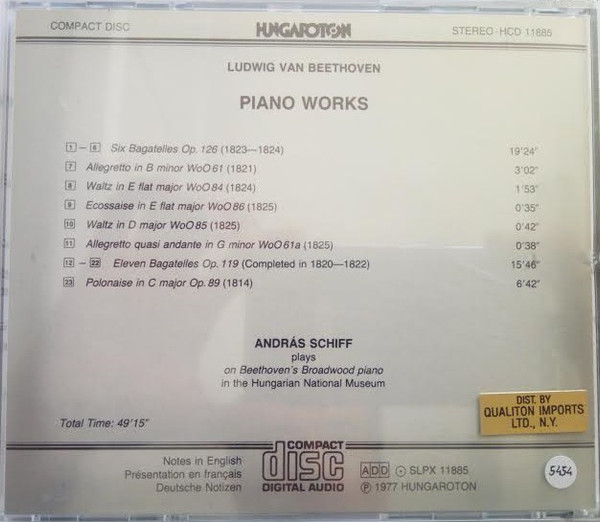 COMPACT DISC HUNGAROTON STEREO·HCD 11885
LUDWIG VAN BEETHOVEN
PIANO WORKS
1 – 6 Six Bagatelles Op. 126 (1823—1824) 19'24"
7 Allegretto in B minor WoO 61 (1821) 3'02"
8 Waltz in E flat major WoO 84 (1824) 1'53"
9 Ecossaise in E flat major WoO 86 (1825) 0'35"
10 Waltz in D major WoO 85 (1825) 0'42"
11 Allegretto quasi andante in G minor WoO 61a (1825) 0'38"
12 – 22 Eleven Bagatelles Op. 119 (Completed in 1820—1822) 15'46"
23 Polonaise in C major Op. 89 (1814) 6'42"
ANDRÁS SCHIFF
plays
on Beethoven's Broadwood piano
in the Hungarian National Museum
DIST. BY
QUALITON IMPORTS
LTD., N.Y.
Total Time: 49'15"
Notes in English
Présentation en français
Deutsche Notizen
COMPACT
disc
DIGITAL AUDIO
ADD SLPX 11885
Ⓟ 1977 HUNGAROTON
5454